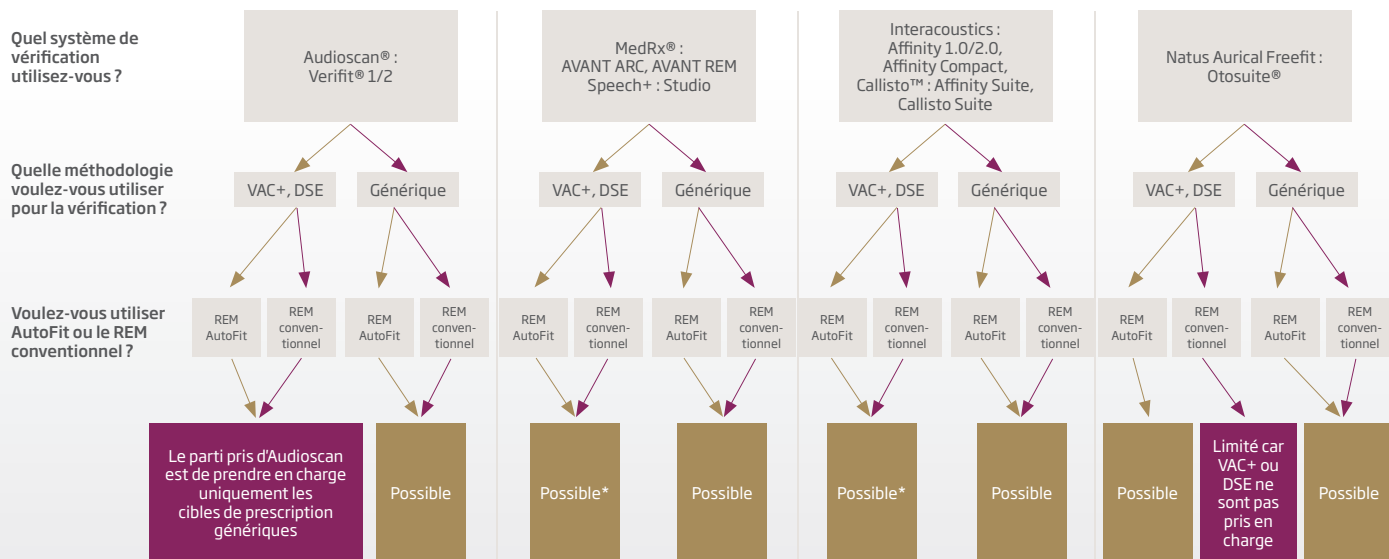 Quel système de
vérification
utilisez-vous ?
Audioscan® :
Verifit® 1/2
MedRx® :
AVANT ARC, AVANT REM
Speech+ : Studio
Interacoustics :
Affinity 1.0/2.0,
Affinity Compact,
Callisto™ : Affinity Suite,
Callisto Suite
Natus Aurical Freefit :
Otosuite®
Quelle méthodologie
voulez-vous utiliser
pour la vérification ?
VAC+, DSE
Générique
VAC+, DSE
Générique
VAC+, DSE
Générique
VAC+, DSE
Générique
Voulez-vous utiliser
AutoFit ou le REM
conventionnel ?
REM
AutoFit
REM
conven-
tionnel
REM
AutoFit
REM
conven-
tionnel
REM
AutoFit
REM
conven-
tionnel
REM
AutoFit
REM
conven-
tionnel
REM
AutoFit
REM
conven-
tionnel
REM
AutoFit
REM
conven-
tionnel
REM
AutoFit
REM
conven-
tionnel
REM
AutoFit
REM
conven-
tionnel
Le parti pris d'Audioscan
est de prendre en charge
uniquement les
cibles de prescription
génériques
Possible
Possible*
Possible
Possible*
Possible
Possible
Limité car
VAC+ ou
DSE ne
sont pas
pris en
charge
Possible